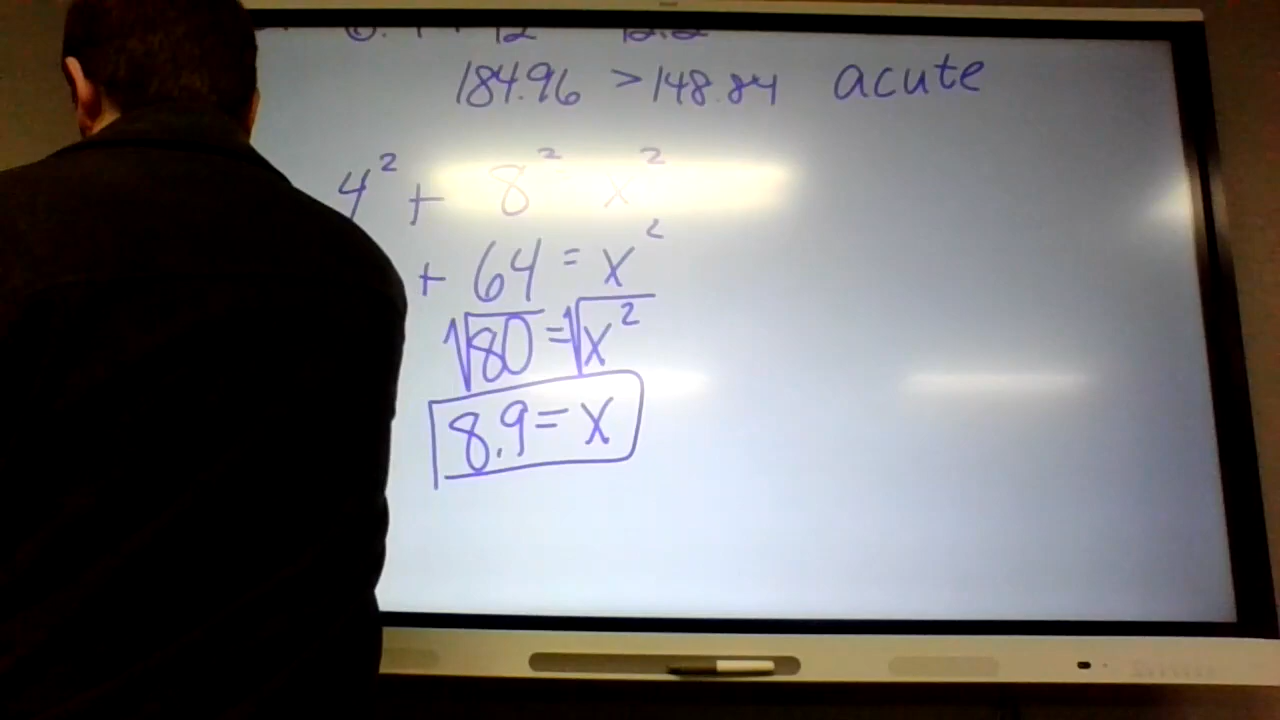 184.96 > 148.84 acute
4² + 8² x²
+ 64 = x²
√80 = √x²
8.9 = x